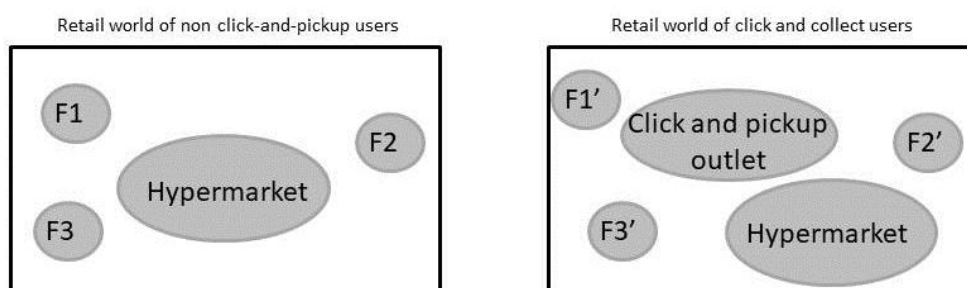 Retail world of non click-and-pickup users
F1
F2
Hypermarket
F3
Retail world of click and collect users
F1’
Click and pickup
outlet
F2’
F3’
Hypermarket